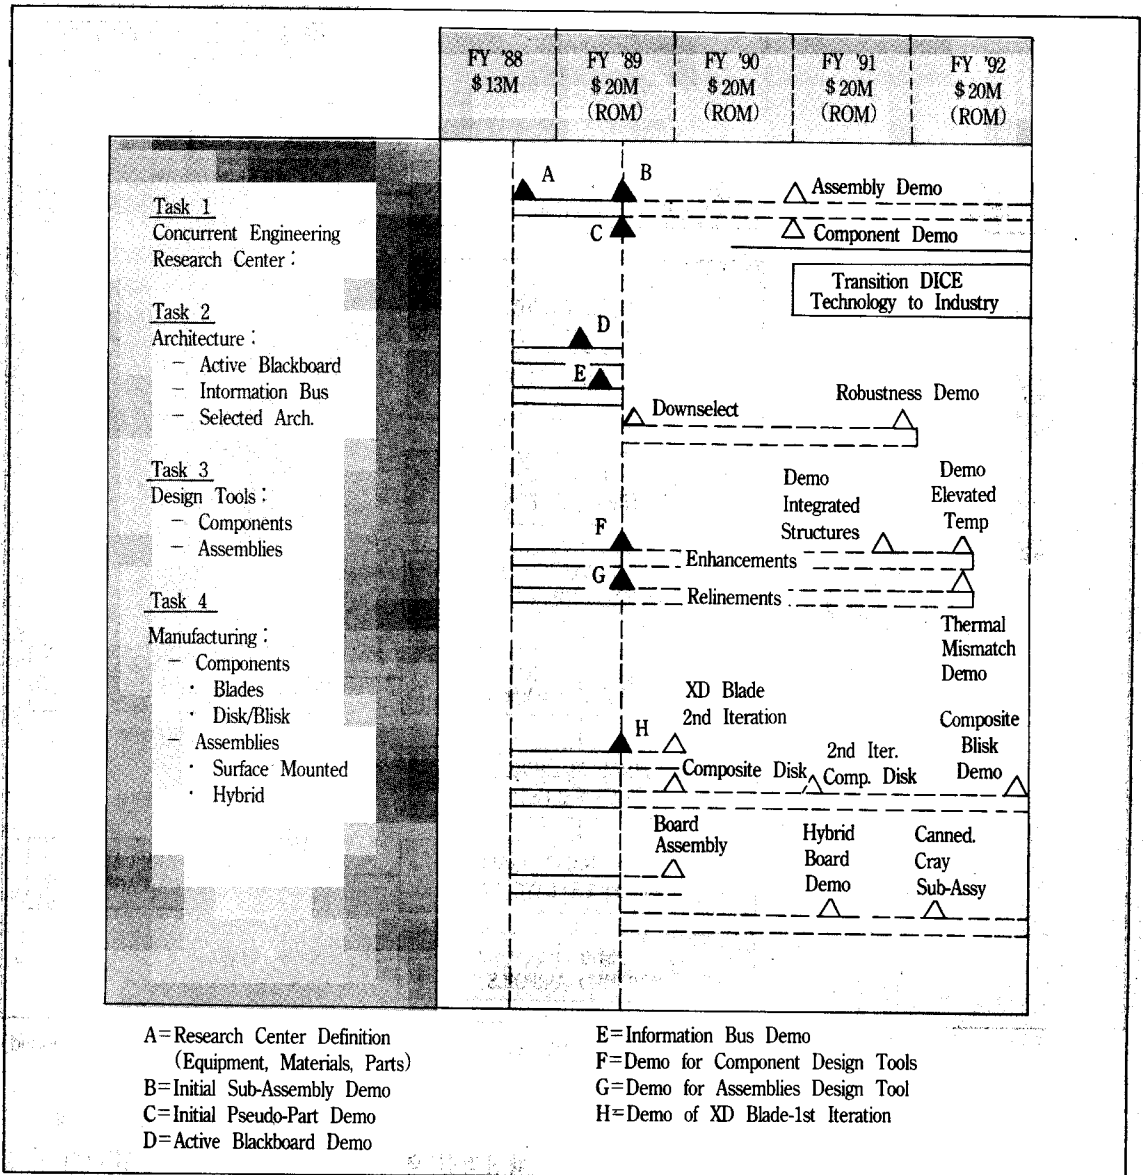 FY '88 FY '89 FY '90 FY '91 FY '92
$13M $20M $20M $20M $20M
(ROM) (ROM) (ROM) (ROM)
Task 1
Concurrent Engineering
Research Center :
Task 2
Architecture :
— Active Blackboard
— Intormation Bus
— Selected Arch.
Task 3
Design Tools :
— Components
— Assemblies
Task 4
Manufacturing :
— Components
· Blades
· Disk/Blisk
— Assemblies
· Surface Mounted
· Hybrid
A
B
Assembly Demo
C
Component Demo
Transition DICE
Technology to Industry
D
E
Downselect
Robustness Demo
Demo
Integrated
Structures
Demo
Elevated
Temp
F
Enhancements
G
Relinements
Thermal
Mismatch
Demo
XD Blade
2nd Iteration
H
Composite Disk
2nd Iter.
Comp. Disk
Composite
Blisk
Demo
Board
Assembly
Hybrid
Board
Demo
Canned.
Cray
Sub-Assy
A=Research Center Definition
(Equipment, Materials, Parts)
B=Initial Sub-Assembly Demo
C=Initial Pseudo-Part Demo
D=Active Blackboard Demo
E=Information Bus Demo
F=Demo for Component Design Tools
G=Demo for Assemblies Design Tool
H=Demo of XD Blade-1st Iteration